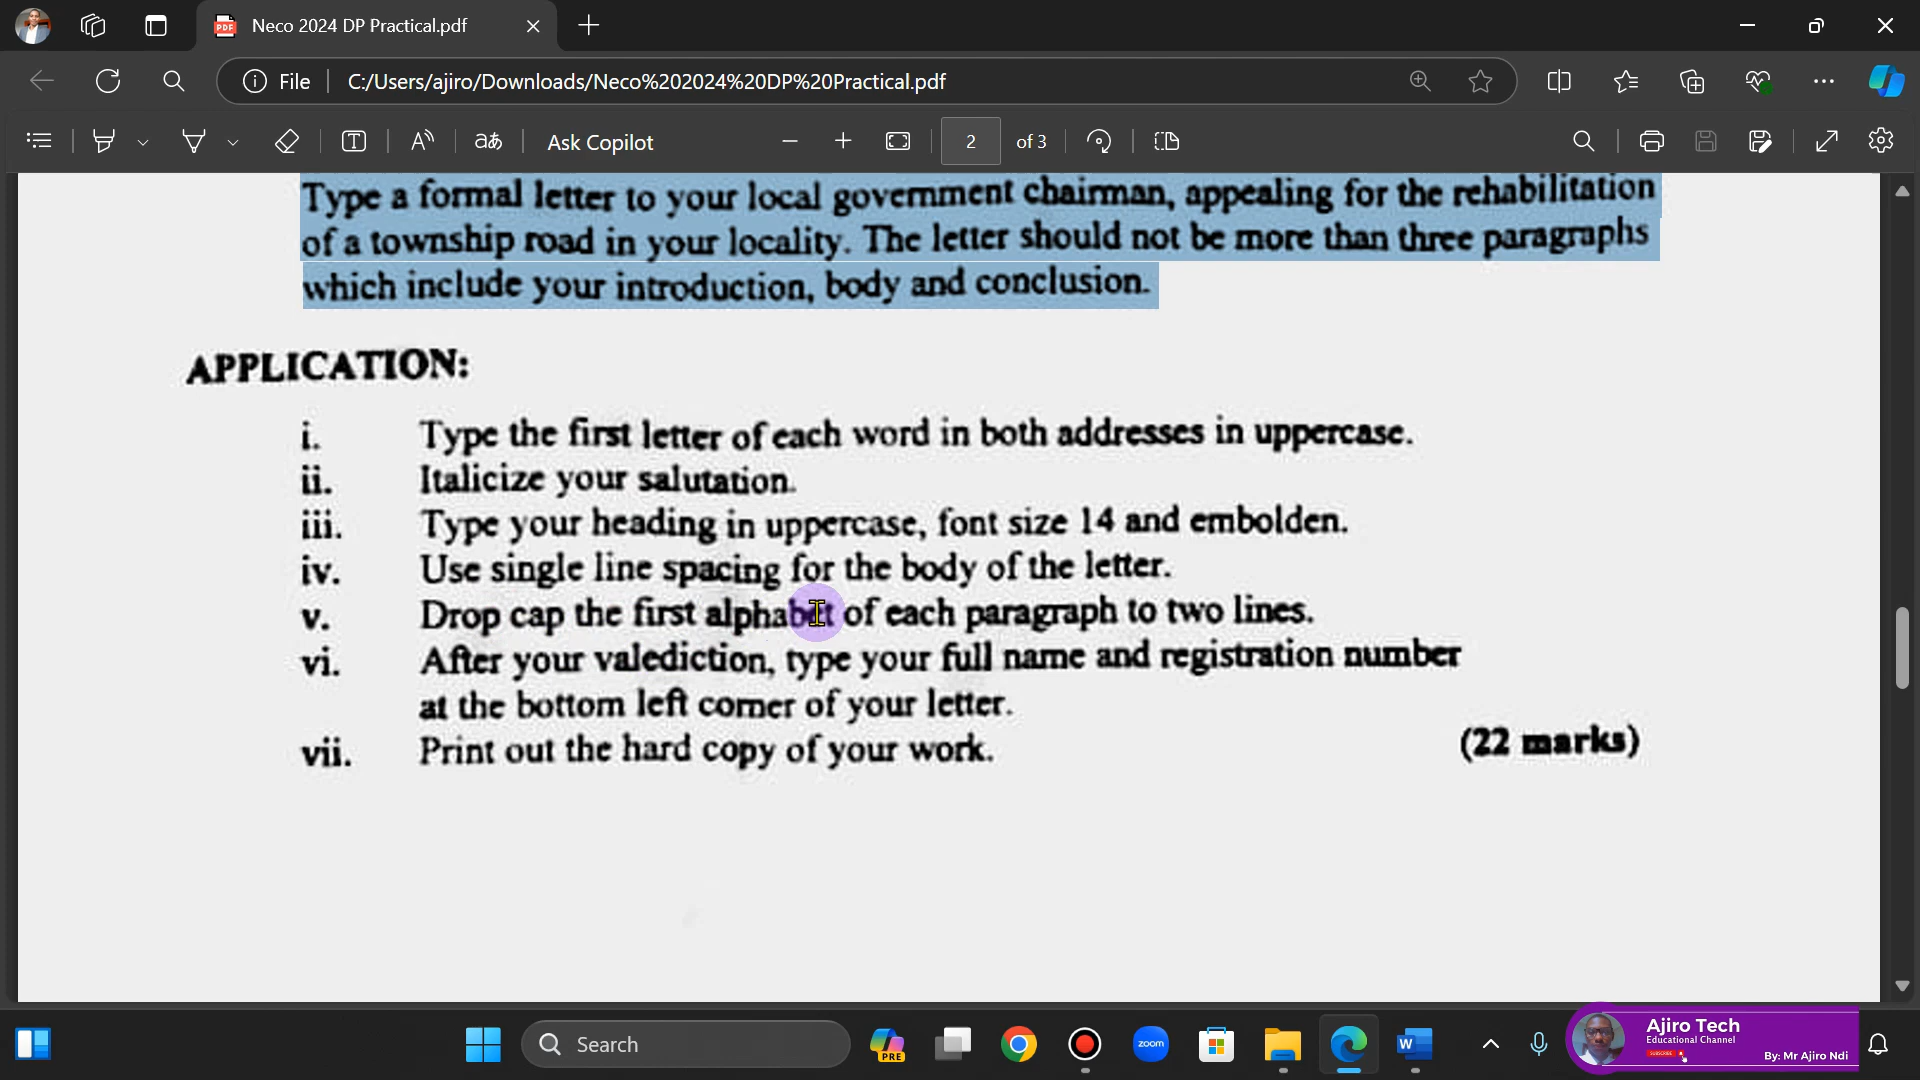 Neco 2024 DP Practical.pdf
File
C:/Users/ajiro/Downloads/Neco%202024%20DP%20Practical.pdf
Ask Copilot
2 of 3
Type a formal letter to your local government chairman, appealing for the rehabilitation
of a township road in your locality. The letter should not be more than three paragraphs
which include your introduction, body and conclusion.
APPLICATION:
i. Type the first letter of each word in both addresses in uppercase.
ii. Italicize your salutation.
iii. Type your heading in uppercase, font size 14 and embolden.
iv. Use single line spacing for the body of the letter.
v. Drop cap the first alphabet of each paragraph to two lines.
vi. After your valediction, type your full name and registration number
at the bottom left corner of your letter.
vii. Print out the hard copy of your work.
(22 marks)
Search
PRE
zoom
W
Ajiro Tech
Educational Channel
SUBSCRIBE
By: Mr Ajiro Ndi